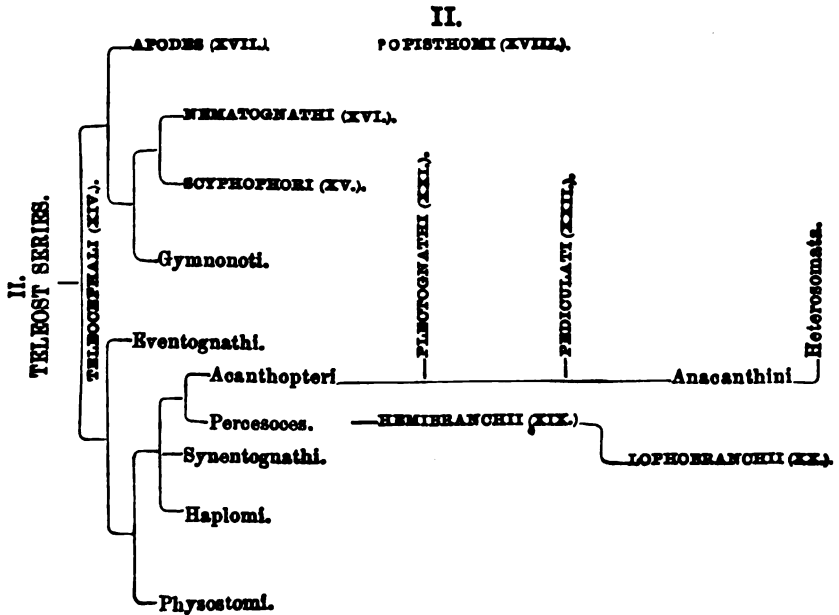 II.
APODES (XVII.) ? OPISTHOMI (XVIII.).
NEMATOGNATHI (XVI.).
SCYPHOPHORI (XV.).
Gymnonoti.
II.
TELEOST SERIES.
TELEOCEPHALI (XIV.).
PLECTOGNATHI (XXI.).
PEDICULATI (XXII.).
Heterosomata.
Eventognathi.
Acanthopteri Anacanthini
Percesoces. HEMIBRANCHII (XIX.)
Synentognathi. LOPHOBRANCHII (XX.).
Haplomi.
Physostomi.